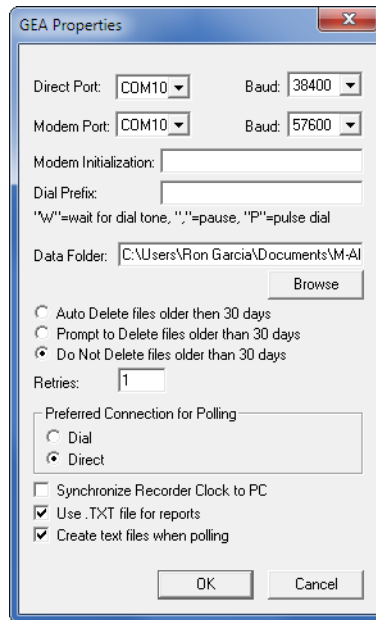 GEA Properties
Direct Port: COM10 Baud: 38400
Modem Port: COM10 Baud: 57600
Modem Initialization:
Dial Prefix:
"W"=wait for dial tone, ","=pause, "P"=pulse dial
Data Folder: C:\Users\Ron Garcia\Documents\M-Al
Browse
Auto Delete files older then 30 days
Prompt to Delete files older than 30 days
Do Not Delete files older than 30 days
Retries: 1
Preferred Connection for Polling
Dial
Direct
Synchronize Recorder Clock to PC
Use .TXT file for reports
Create text files when polling
OK Cancel